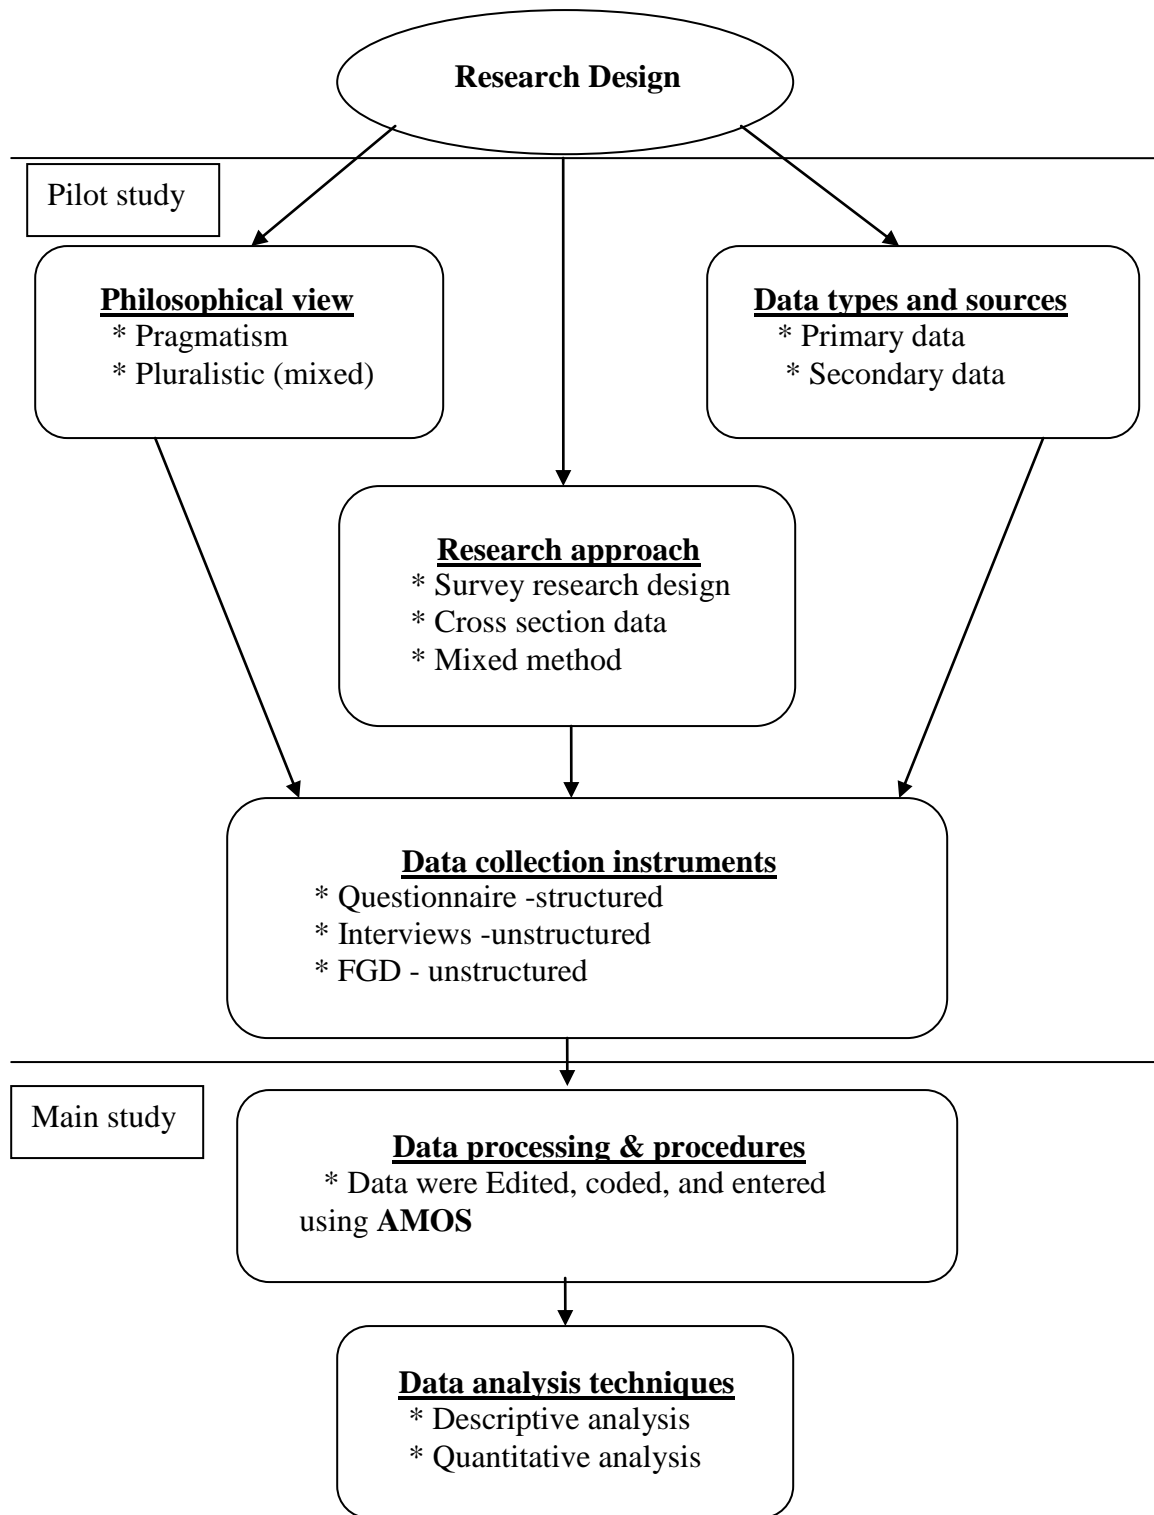 Research Design
Pilot study
Philosophical view
* Pragmatism
* Pluralistic (mixed)
Data types and sources
* Primary data
* Secondary data
Research approach
* Survey research design
* Cross section data
* Mixed method
Data collection instruments
* Questionnaire -structured
* Interviews -unstructured
* FGD - unstructured
Main study
Data processing & procedures
* Data were Edited, coded, and entered
using AMOS
Data analysis techniques
* Descriptive analysis
* Quantitative analysis